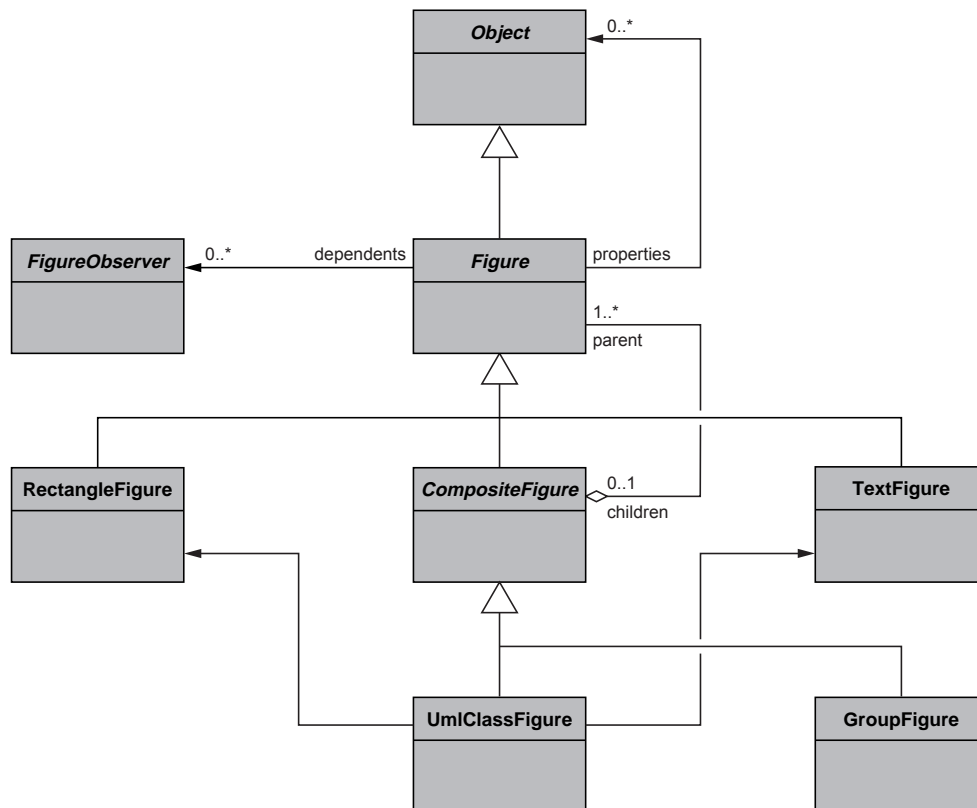 Object
0..*
FigureObserver
0..*
dependents
Figure
properties
1..*
parent
RectangleFigure
CompositeFigure
0..1
children
TextFigure
UmlClassFigure
GroupFigure